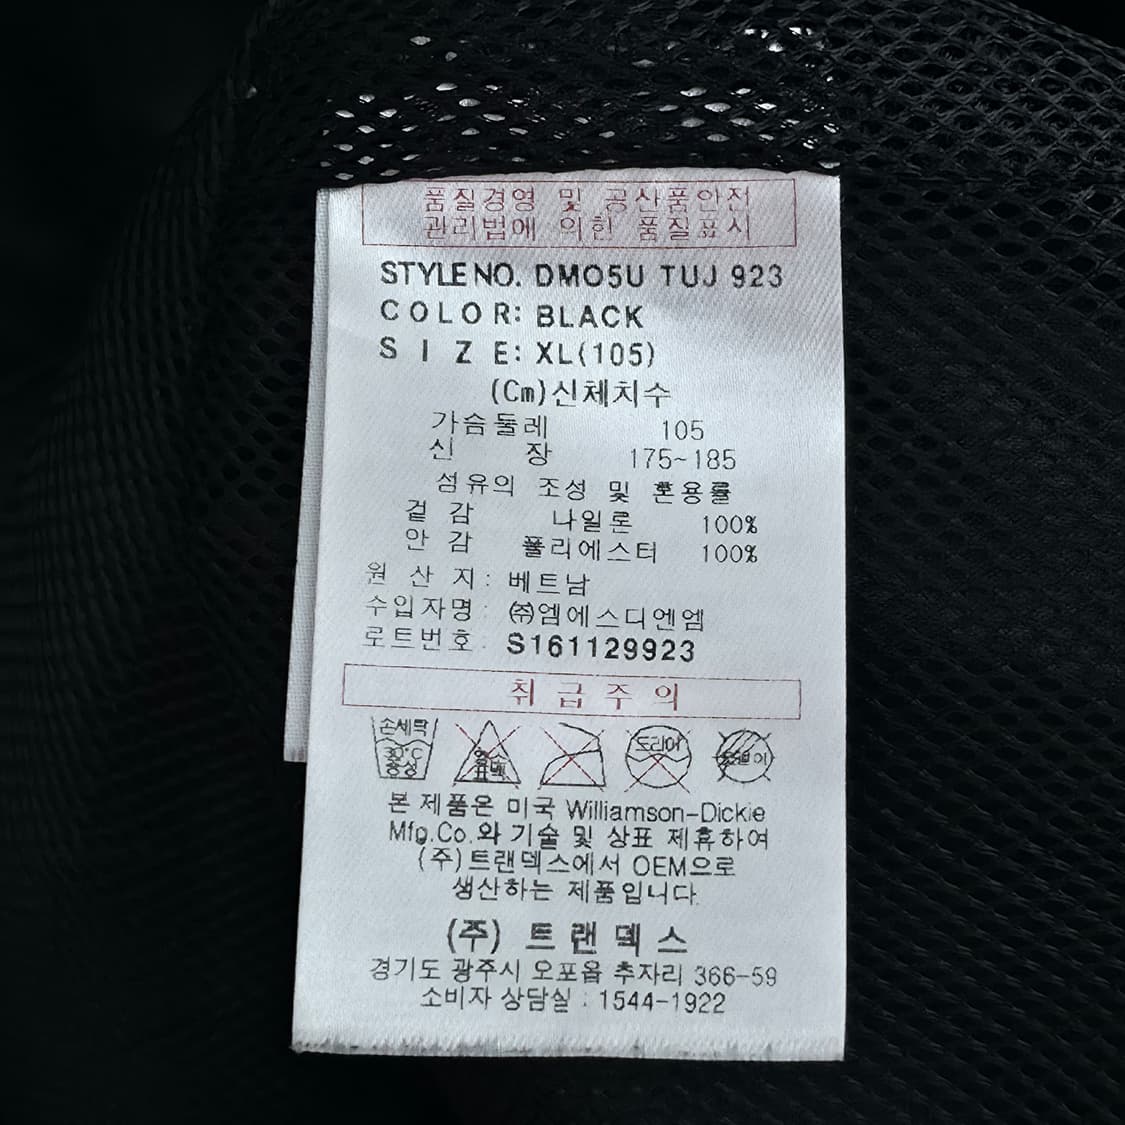 품질경영 및 공산품안전
관리법에 의한 품질표시
STYLE NO. DMO5U TUJ 923
COLOR: BLACK
SIZE: XL(105)
(Cm)신체치수
가슴둘레 105
신 장 175~185
섬유의 조성 및 혼용률
겉 감 나일론 100%
안 감 폴리에스터 100%
원 산 지 : 베트남
수입자명 : ㈜엠에스디엔엠
로트번호 : S161129923
취급주의
손세탁 30℃ 중성 염소 표백 드라이
본 제품은 미국 Williamson-Dickie
Mfg.Co.와 기술 및 상표 제휴하여
(주)트랜덱스에서 OEM으로
생산하는 제품입니다.
(주) 트랜덱스
경기도 광주시 오포읍 추자리 366-59
소비자 상담실 : 1544-1922